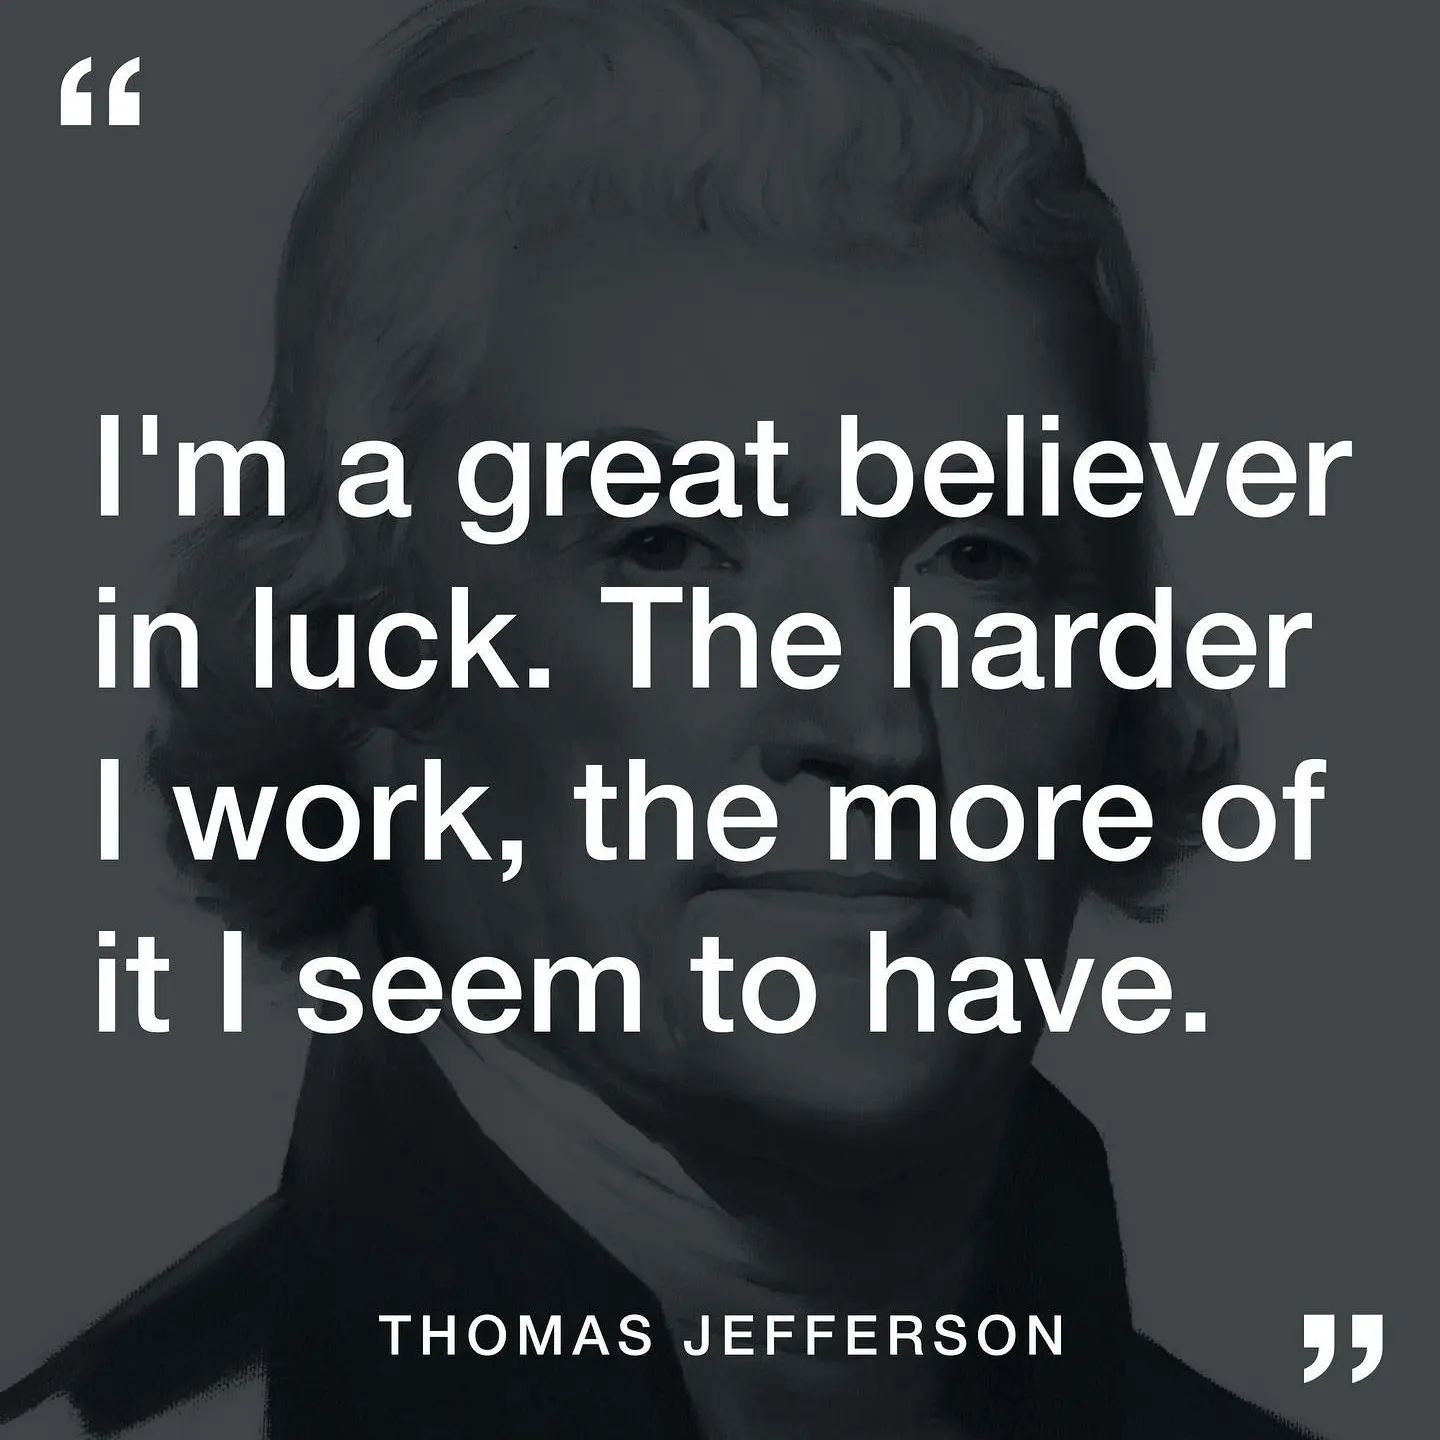 “
I'm a great believer
in luck. The harder
I work, the more of
it I seem to have.
THOMAS JEFFERSON
”